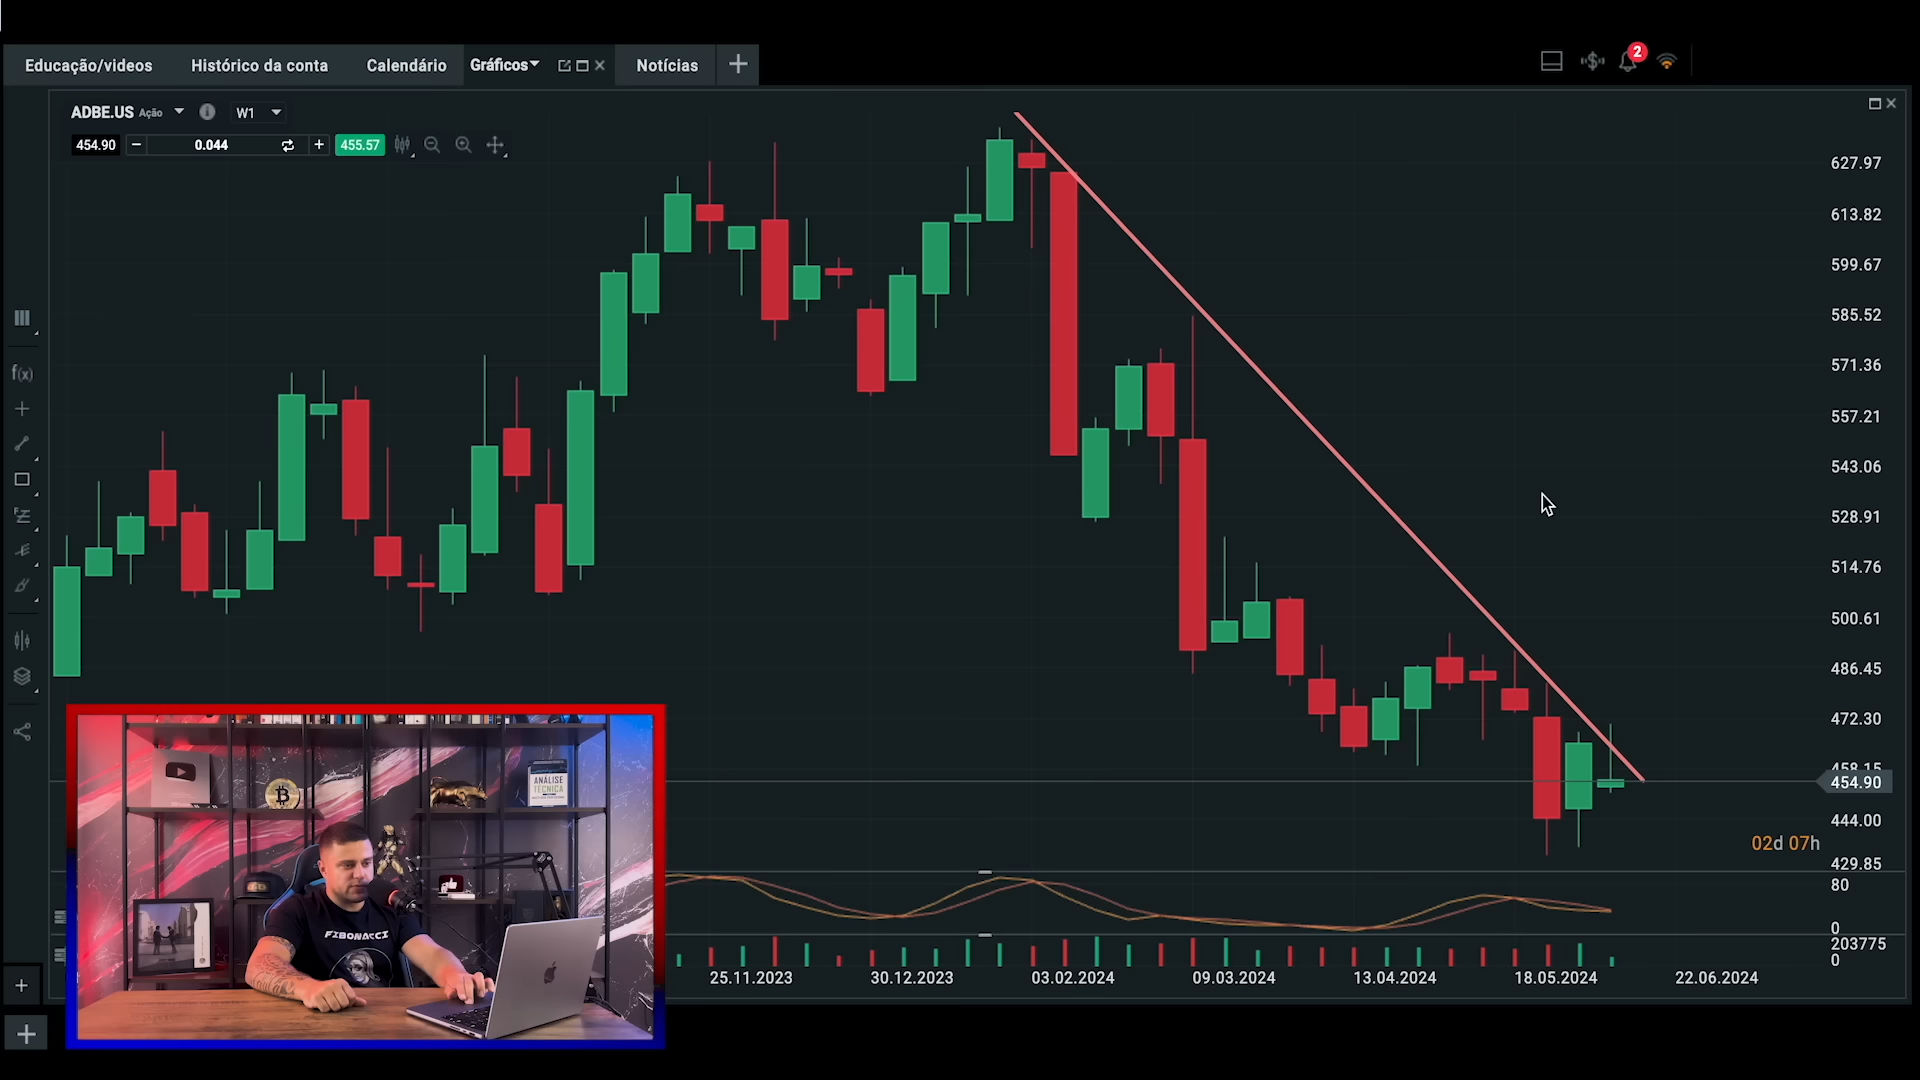 Educação/videos Histórico da conta Calendário Gráficos Notícias
2
ADBE.US Ação W1
454.90 0.044 455.57
627.97
613.82
599.67
585.52
571.36
557.21
543.06
528.91
514.76
500.61
486.45
472.30
458.15
454.90
444.00
02d 07h
429.85
80
0
203775
0
f(x)
25.11.2023 30.12.2023 03.02.2024 09.03.2024 13.04.2024 18.05.2024 22.06.2024
ANÁLISE
TÉCNICA
FIBONACCI